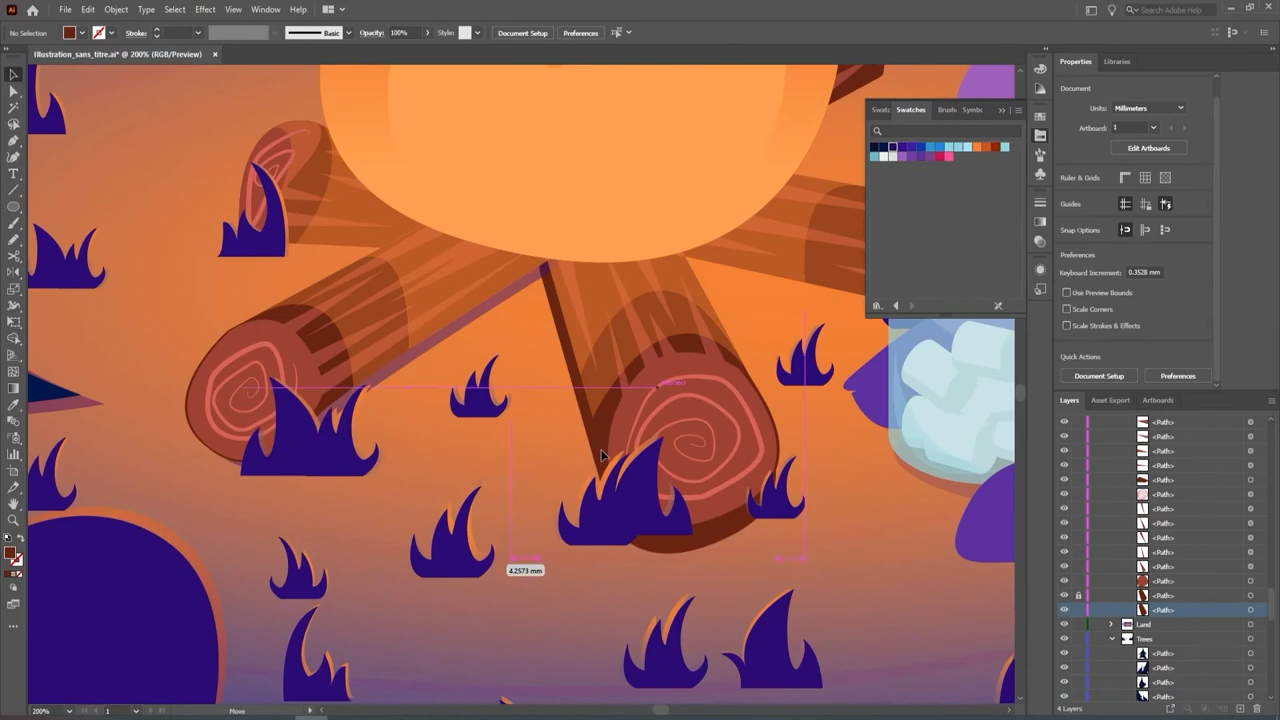 Ai File Edit Object Type Select Effect View Window Help Search Adobe Help
No Selection Stroke: Basic Opacity: 100% Style: Document Setup Preferences
Illustration_sans_titre.ai* @ 200% (RGB/Preview) ×
Properties Libraries
Document
Units: Millimeters
Artboard: 1
Edit Artboards
Ruler & Grids
Guides
Snap Options
Preferences
Keyboard Increment: 0.3528 mm
Use Preview Bounds
Scale Corners
Scale Strokes & Effects
Quick Actions
Document Setup Preferences
Swatc Swatches Brush Symbc
4.2573 mm
Layers Asset Export Artboards
<Path>
<Path>
<Path>
<Path>
<Path>
<Path>
<Path>
<Path>
<Path>
<Path>
<Path>
<Path>
<Path>
<Path>
Land
Trees
<Path>
<Path>
<Path>
<Path>
4 Layers
200% 1 Move